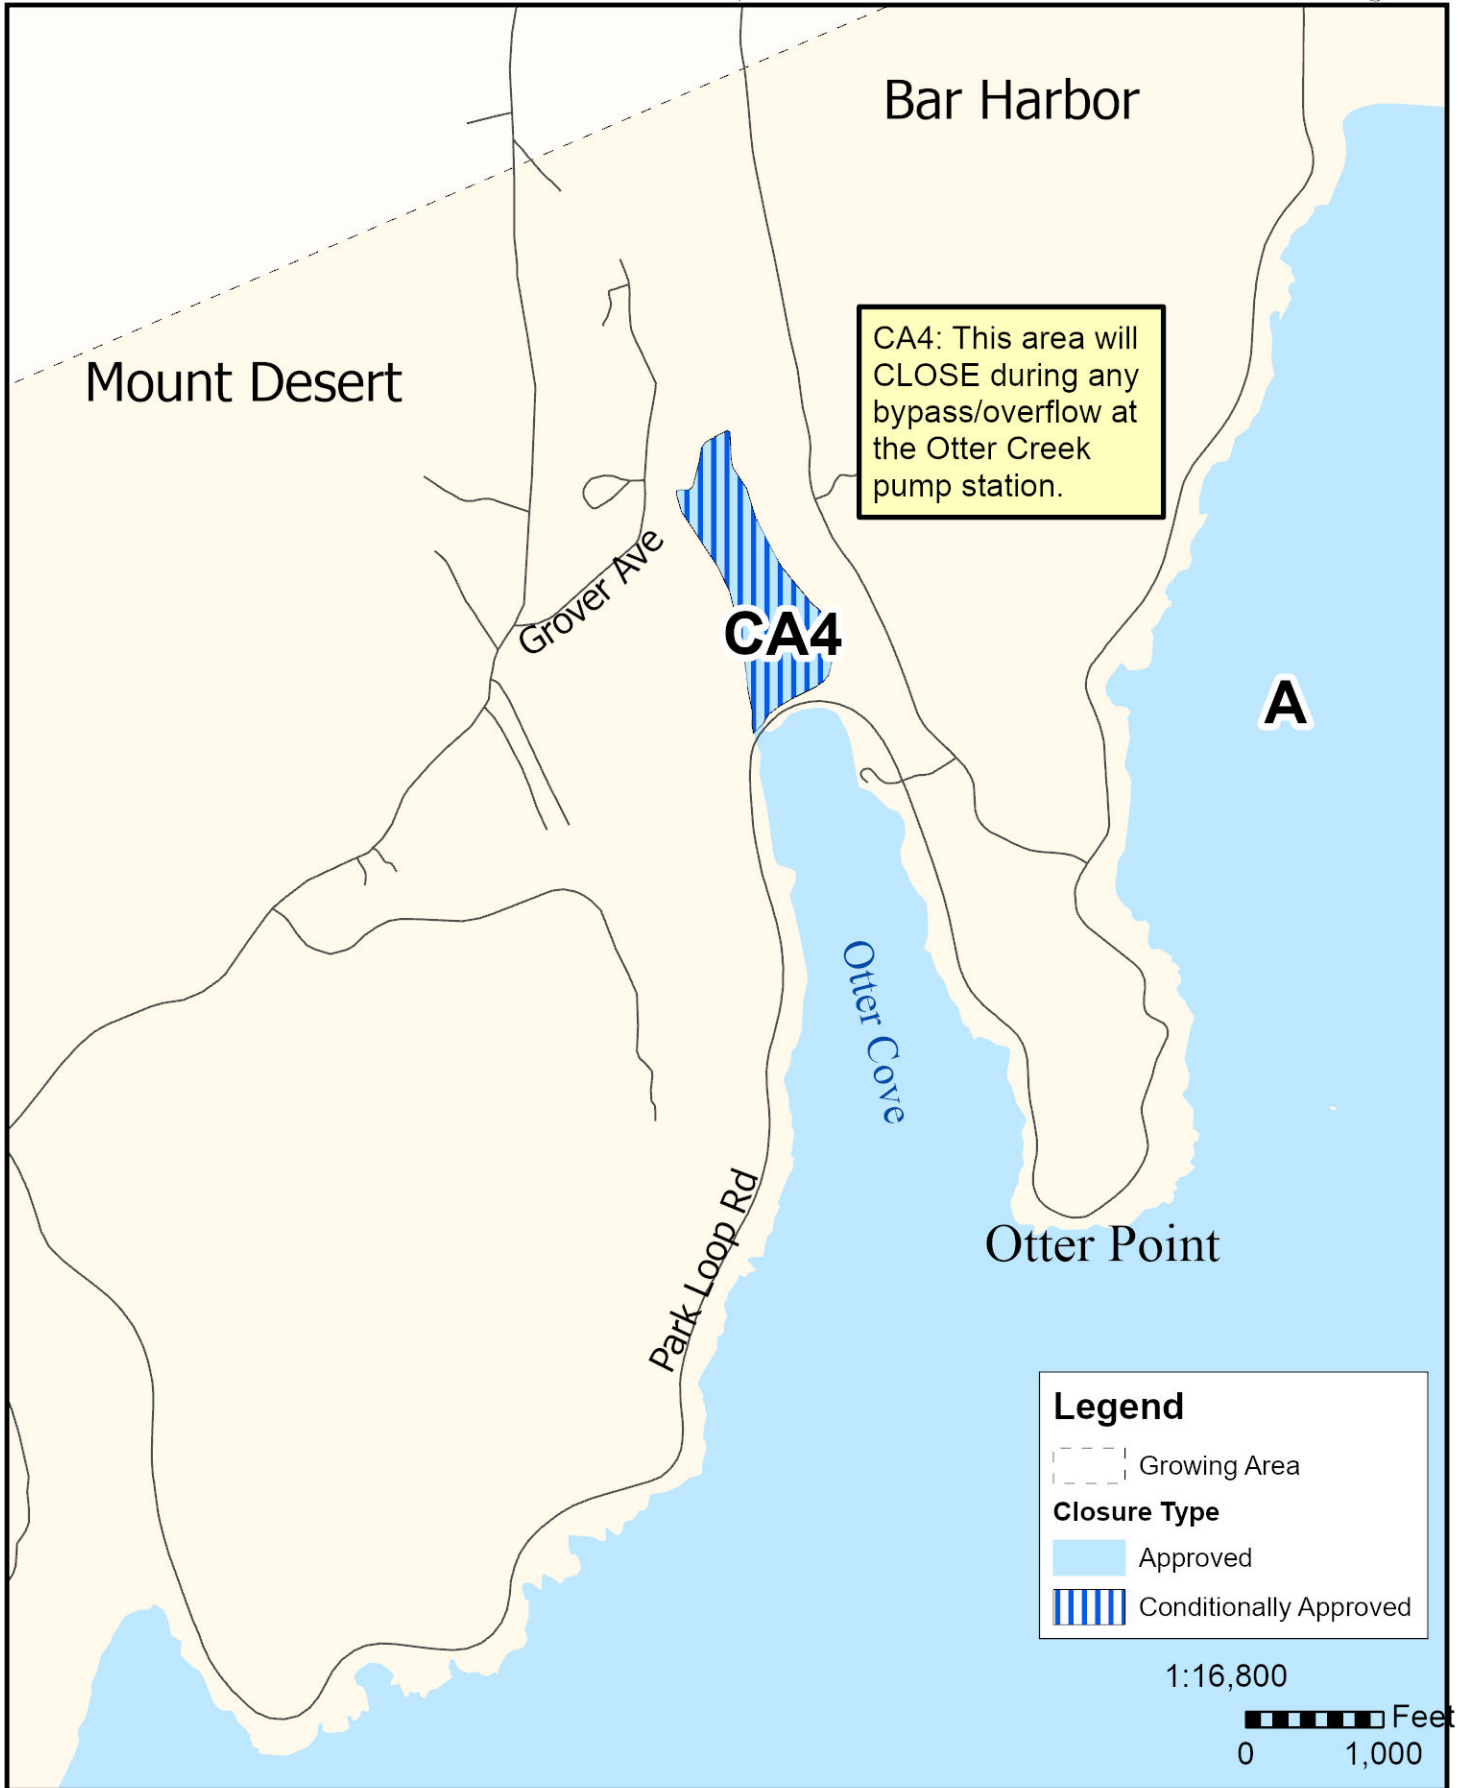 Bar Harbor
Mount Desert
CA4: This area will
CLOSE during any
bypass/overflow at
the Otter Creek
pump station.
Grover Ave
CA4
A
Otter Cove
Park Loop Rd
Otter Point
Legend
Growing Area
Closure Type
Approved
Conditionally Approved
1:16,800
Feet
0 1,000